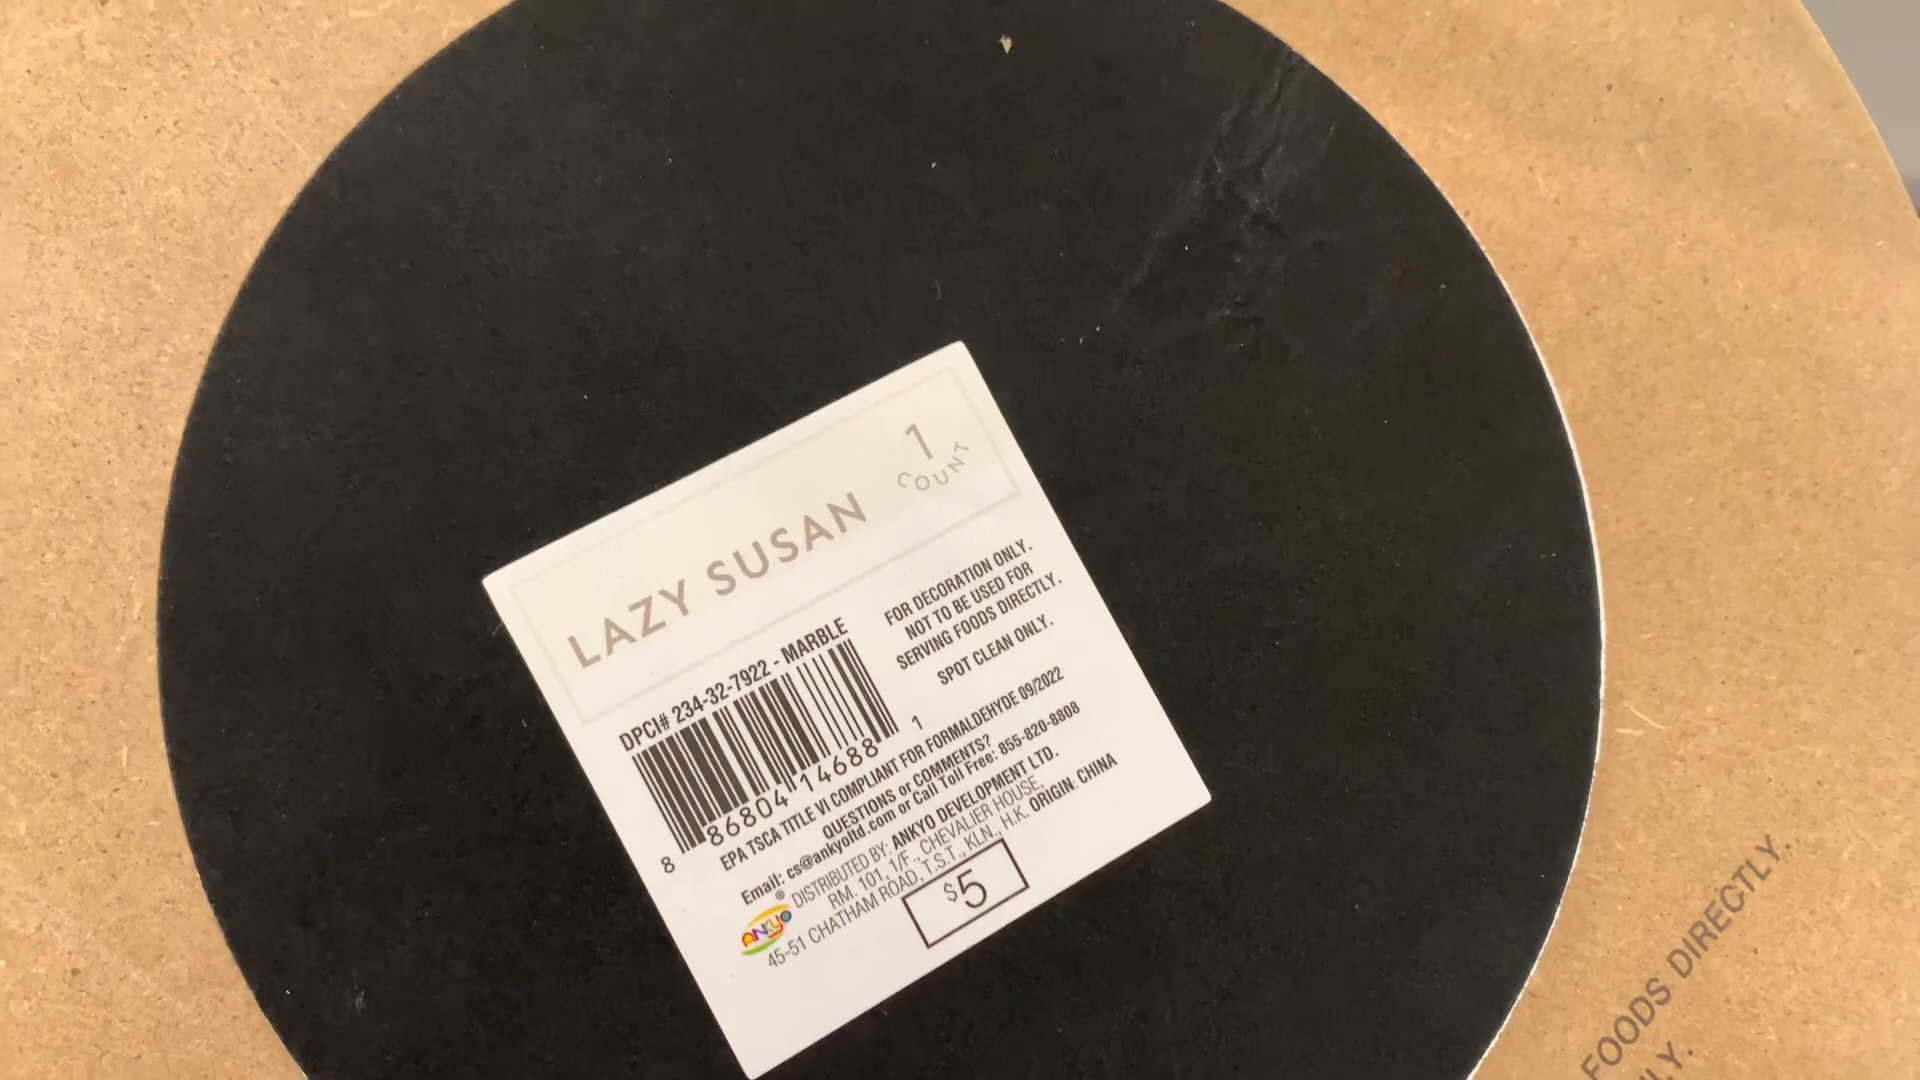 LAZY SUSAN
1
COUNT
DPCI# 234-32-7922 - MARBLE
8 86804 14688 1
FOR DECORATION ONLY.
NOT TO BE USED FOR
SERVING FOODS DIRECTLY.
SPOT CLEAN ONLY.
EPA TSCA TITLE VI COMPLIANT FOR FORMALDEHYDE 09/2022
QUESTIONS or COMMENTS?
Email: cs@ankyoltd.com or Call Toll Free: 855-820-8808
ANKYO ®
DISTRIBUTED BY: ANKYO DEVELOPMENT LTD.
RM. 101, 1/F., CHEVALIER HOUSE,
45-51 CHATHAM ROAD, T.S.T., KLN., H.K. ORIGIN: CHINA
$5
FOODS DIRECTLY.